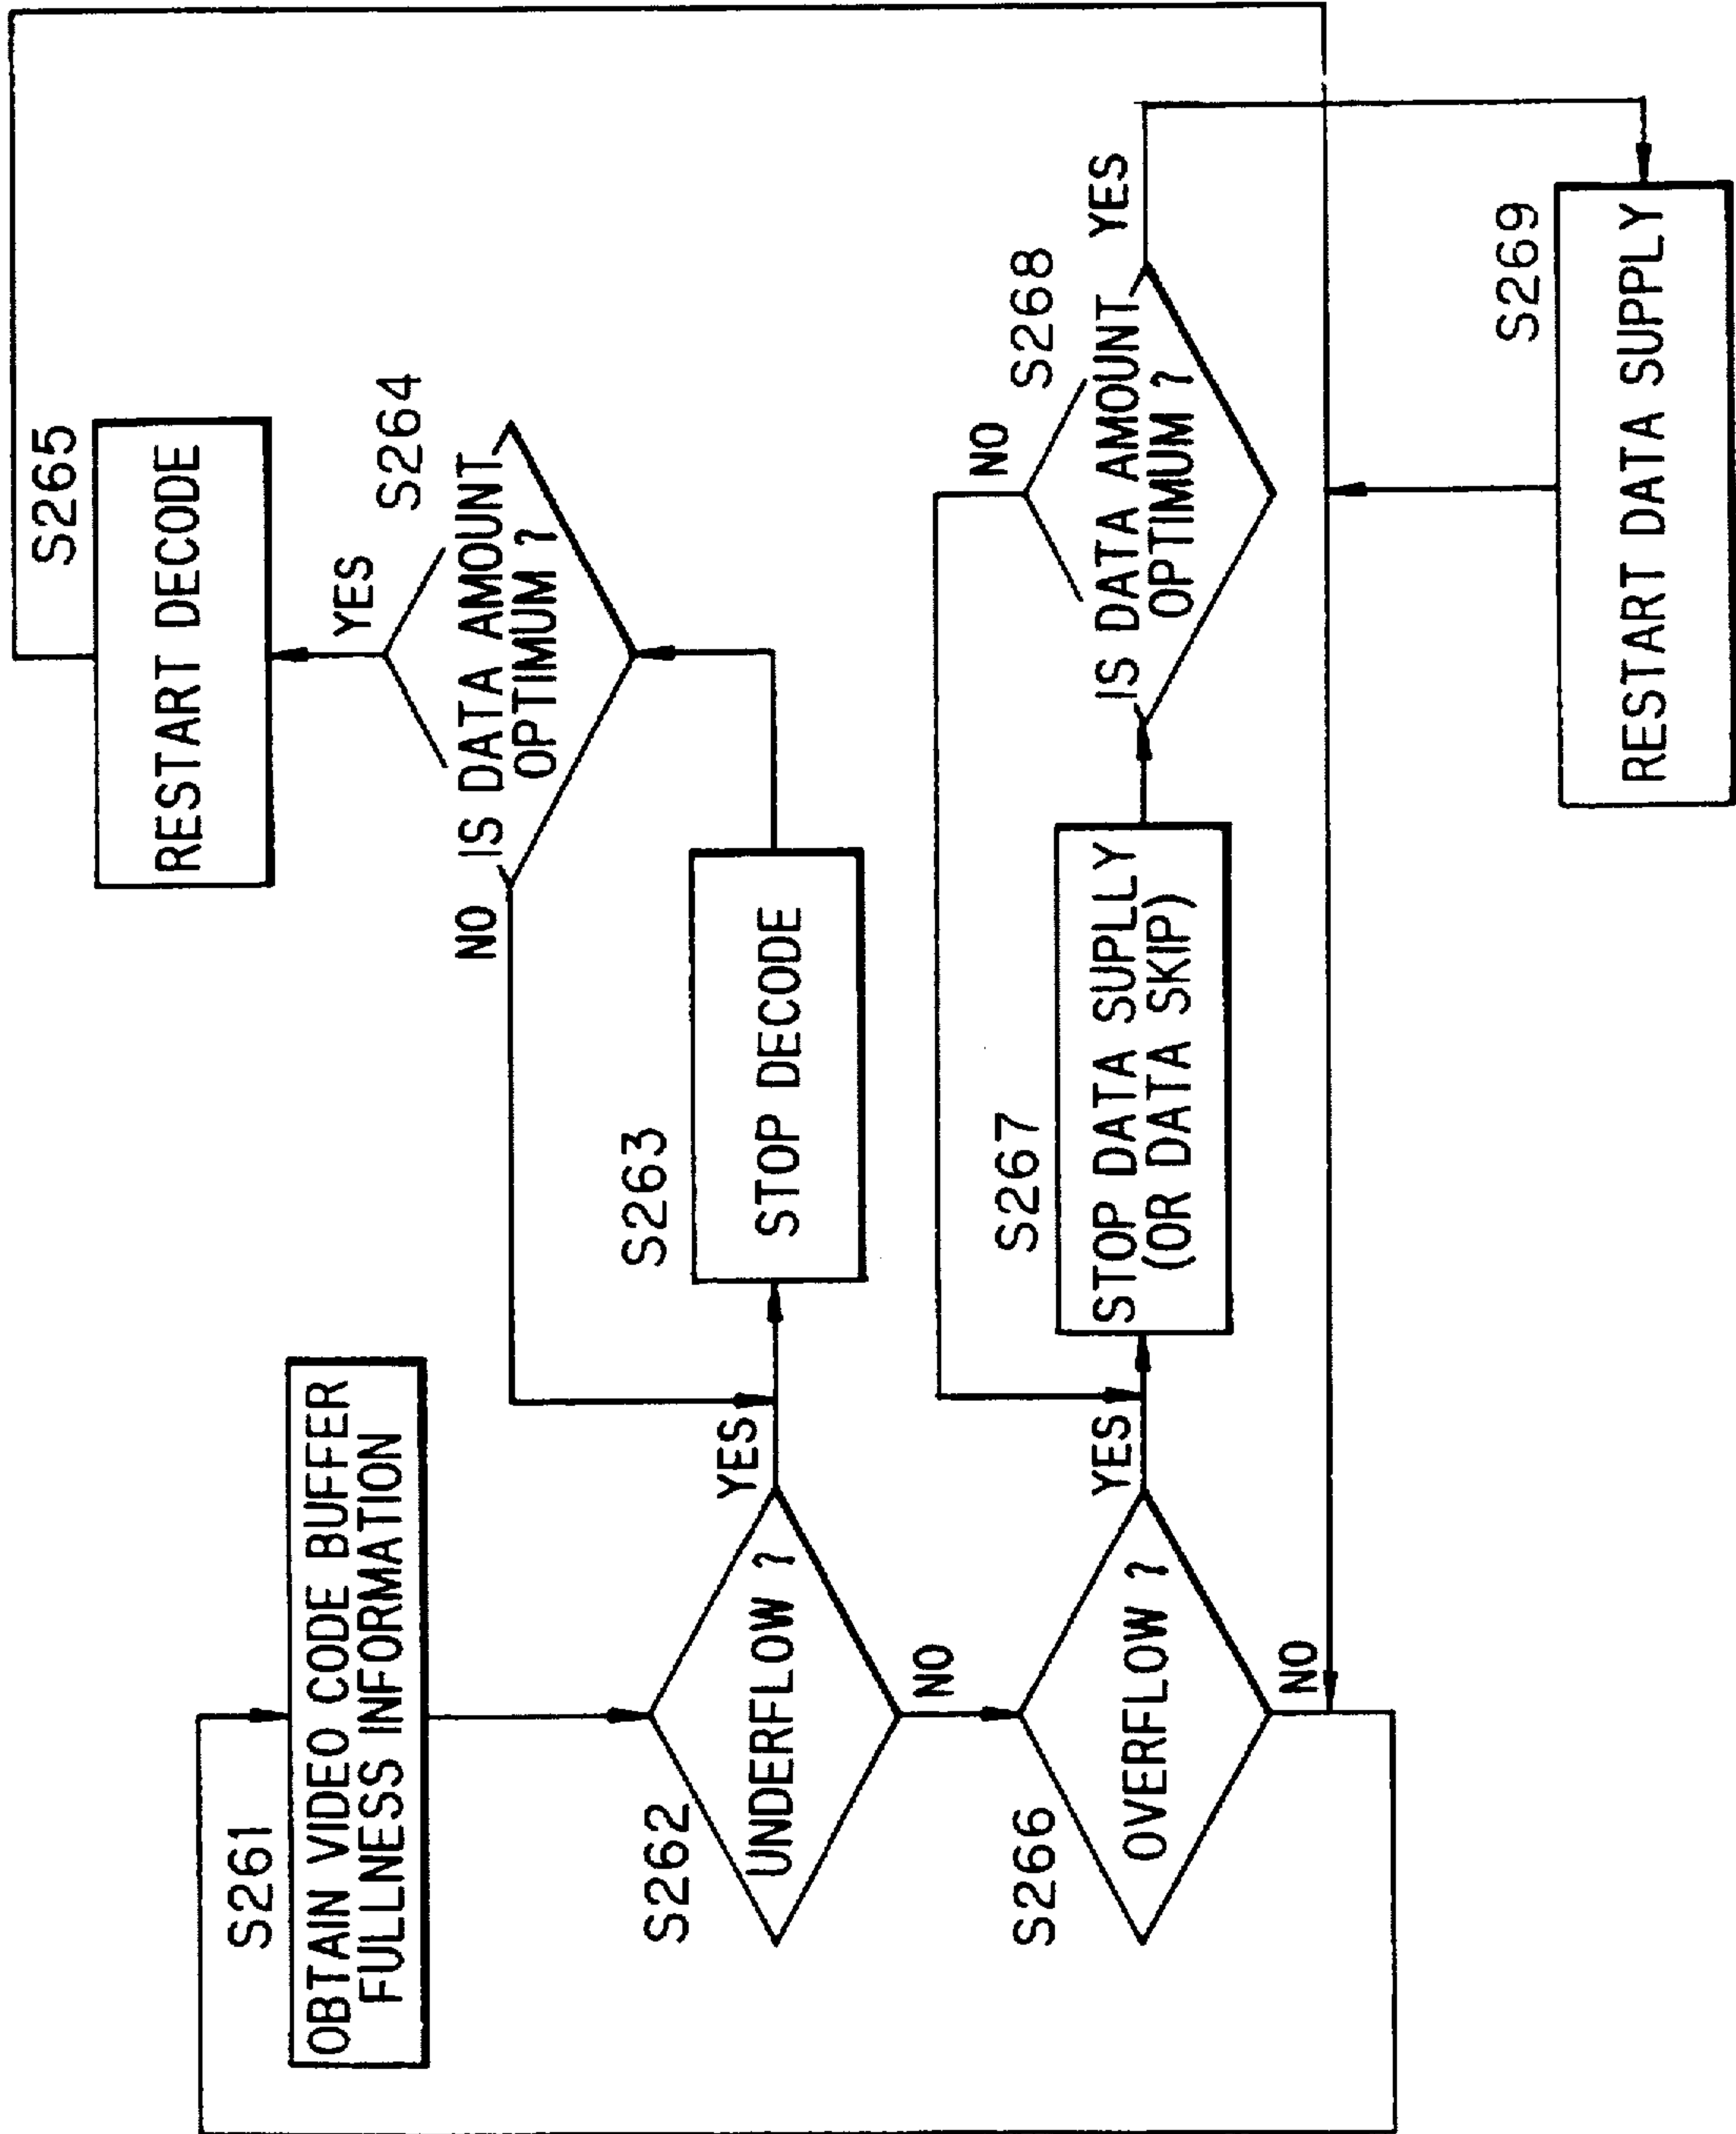 S261
OBTAIN VIDEO CODE BUFFER
FULLNESS INFORMATION
S262
UNDERFLOW ?
YES
NO
S263
STOP DECODE
S264
IS DATA AMOUNT
OPTIMUM ?
NO
YES
S265
RESTART DECODE
S266
OVERFLOW ?
YES
NO
S267
STOP DATA SUPLLY
(OR DATA SKIP)
S268
IS DATA AMOUNT
OPTIMUM ?
NO
YES
S269
RESTART DATA SUPPLY